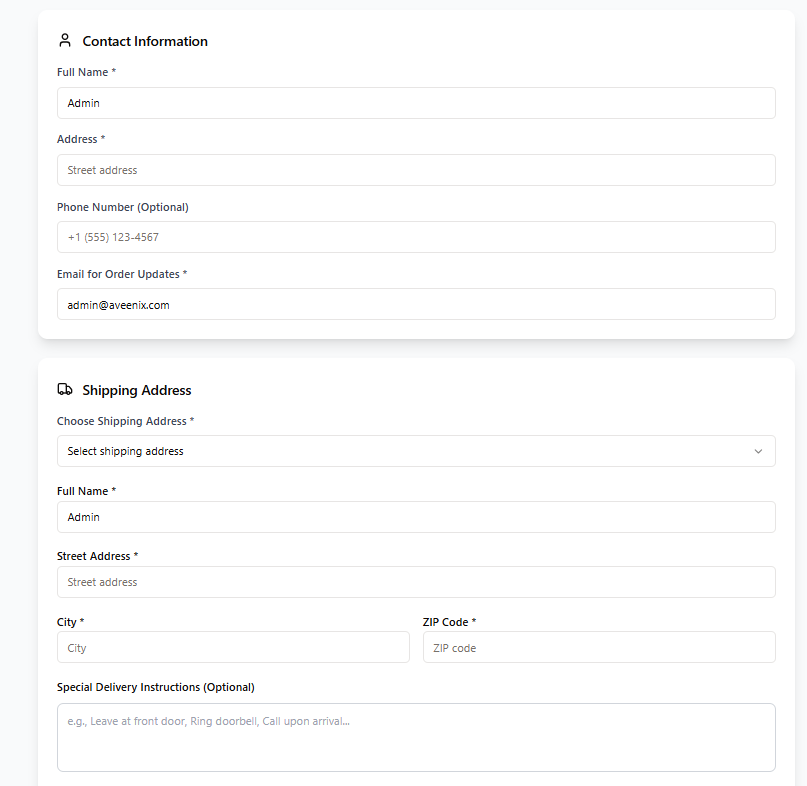 Contact Information
Full Name *
Admin
Address *
Street address
Phone Number (Optional)
+1 (555) 123-4567
Email for Order Updates *
admin@aveenix.com
Shipping Address
Choose Shipping Address *
Select shipping address
Full Name *
Admin
Street Address *
Street address
City * ZIP Code *
City ZIP code
Special Delivery Instructions (Optional)
e.g., Leave at front door, Ring doorbell, Call upon arrival...